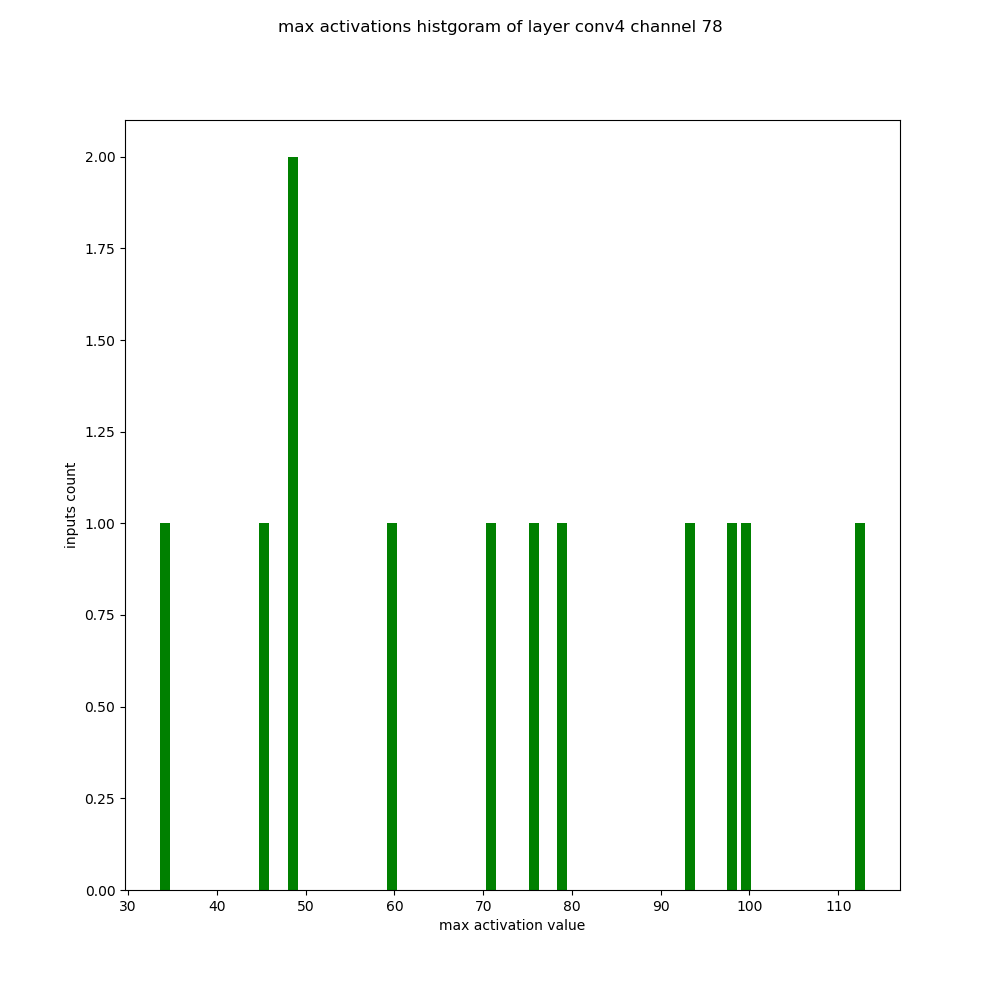 max activations histgoram of layer conv4 channel 78
2.00
1.75
1.50
1.25
1.00
0.75
0.50
0.25
0.00
inputs count
30 40 50 60 70 80 90 100 110
max activation value